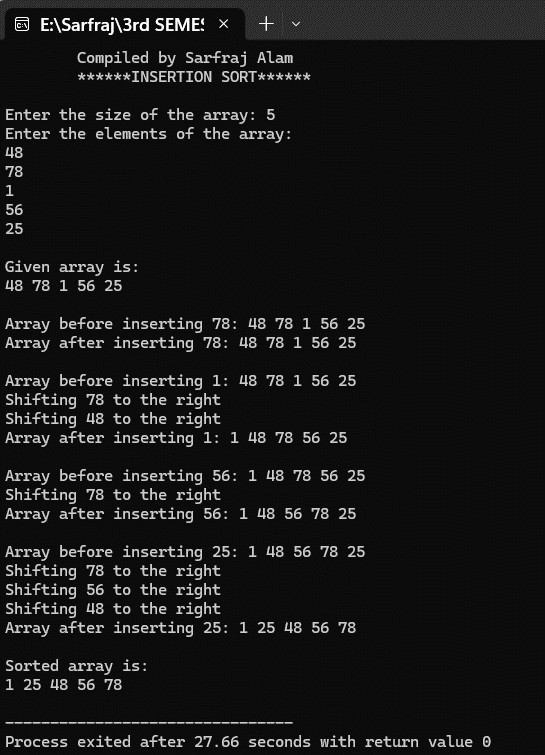 E:\Sarfraj\3rd SEMES
Compiled by Sarfraj Alam
******INSERTION SORT******
Enter the size of the array: 5
Enter the elements of the array:
48
78
1
56
25
Given array is:
48 78 1 56 25
Array before inserting 78: 48 78 1 56 25
Array after inserting 78: 48 78 1 56 25
Array before inserting 1: 48 78 1 56 25
Shifting 78 to the right
Shifting 48 to the right
Array after inserting 1: 1 48 78 56 25
Array before inserting 56: 1 48 78 56 25
Shifting 78 to the right
Array after inserting 56: 1 48 56 78 25
Array before inserting 25: 1 48 56 78 25
Shifting 78 to the right
Shifting 56 to the right
Shifting 48 to the right
Array after inserting 25: 1 25 48 56 78
Sorted array is:
1 25 48 56 78
--------------------------------
Process exited after 27.66 seconds with return value 0